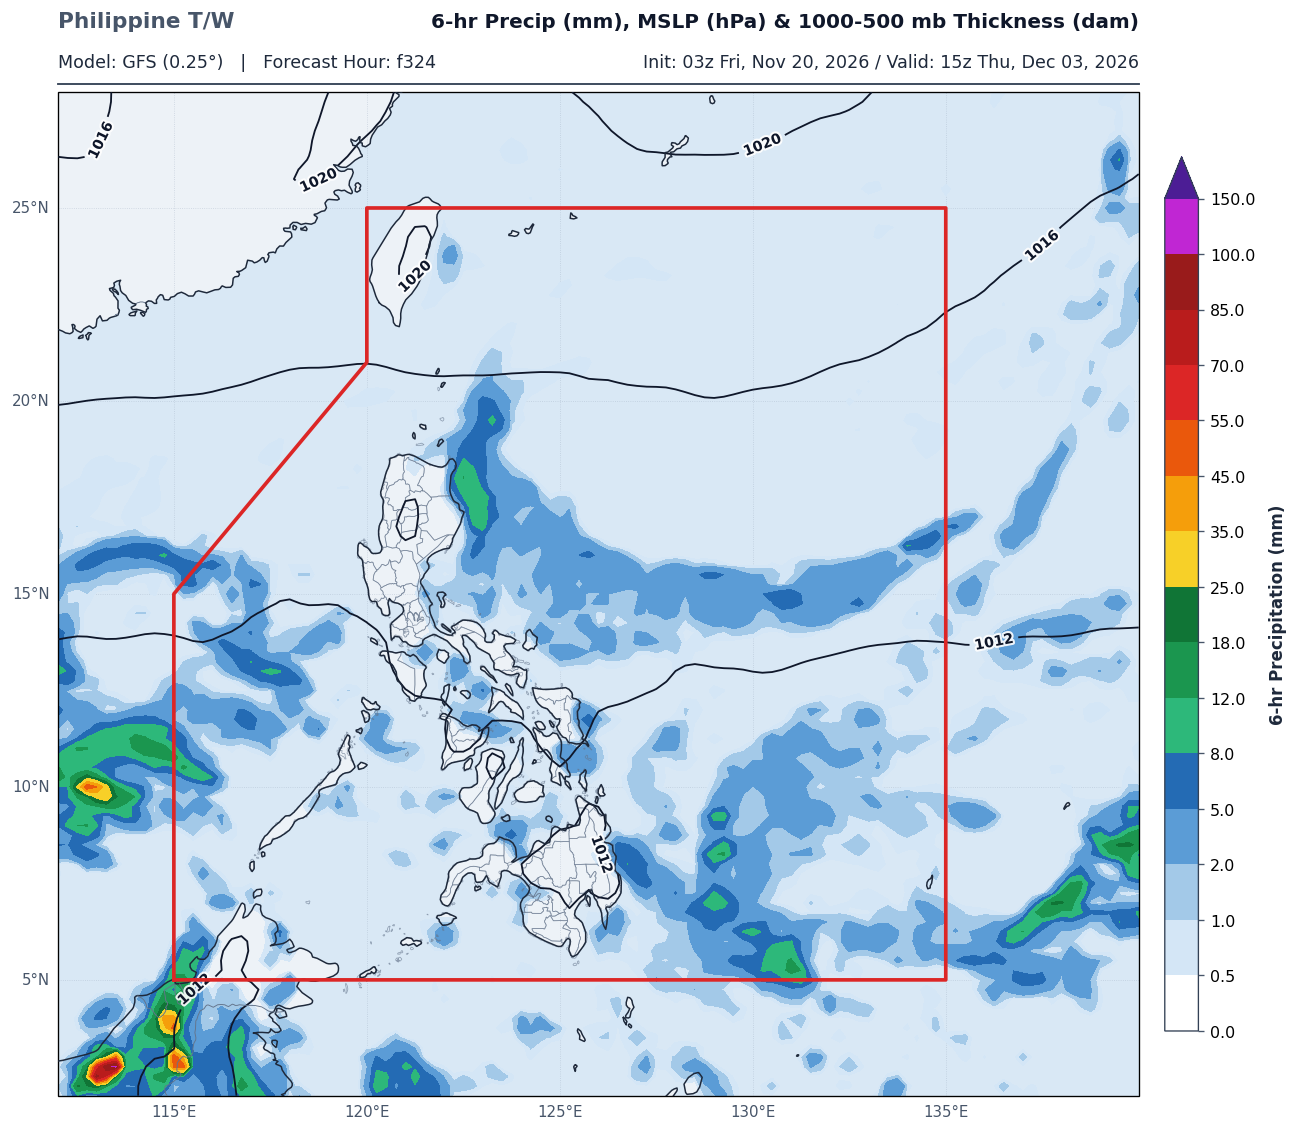 Philippine T/W
6-hr Precip (mm), MSLP (hPa) & 1000-500 mb Thickness (dam)
Model: GFS (0.25°) | Forecast Hour: f324
Init: 03z Fri, Nov 20, 2026 / Valid: 15z Thu, Dec 03, 2026
1016
1020
1020
1020
1016
1012
1012
1012
25°N
20°N
15°N
10°N
5°N
115°E
120°E
125°E
130°E
135°E
150.0
100.0
85.0
70.0
55.0
45.0
35.0
25.0
18.0
12.0
8.0
5.0
2.0
1.0
0.5
0.0
6-hr Precipitation (mm)